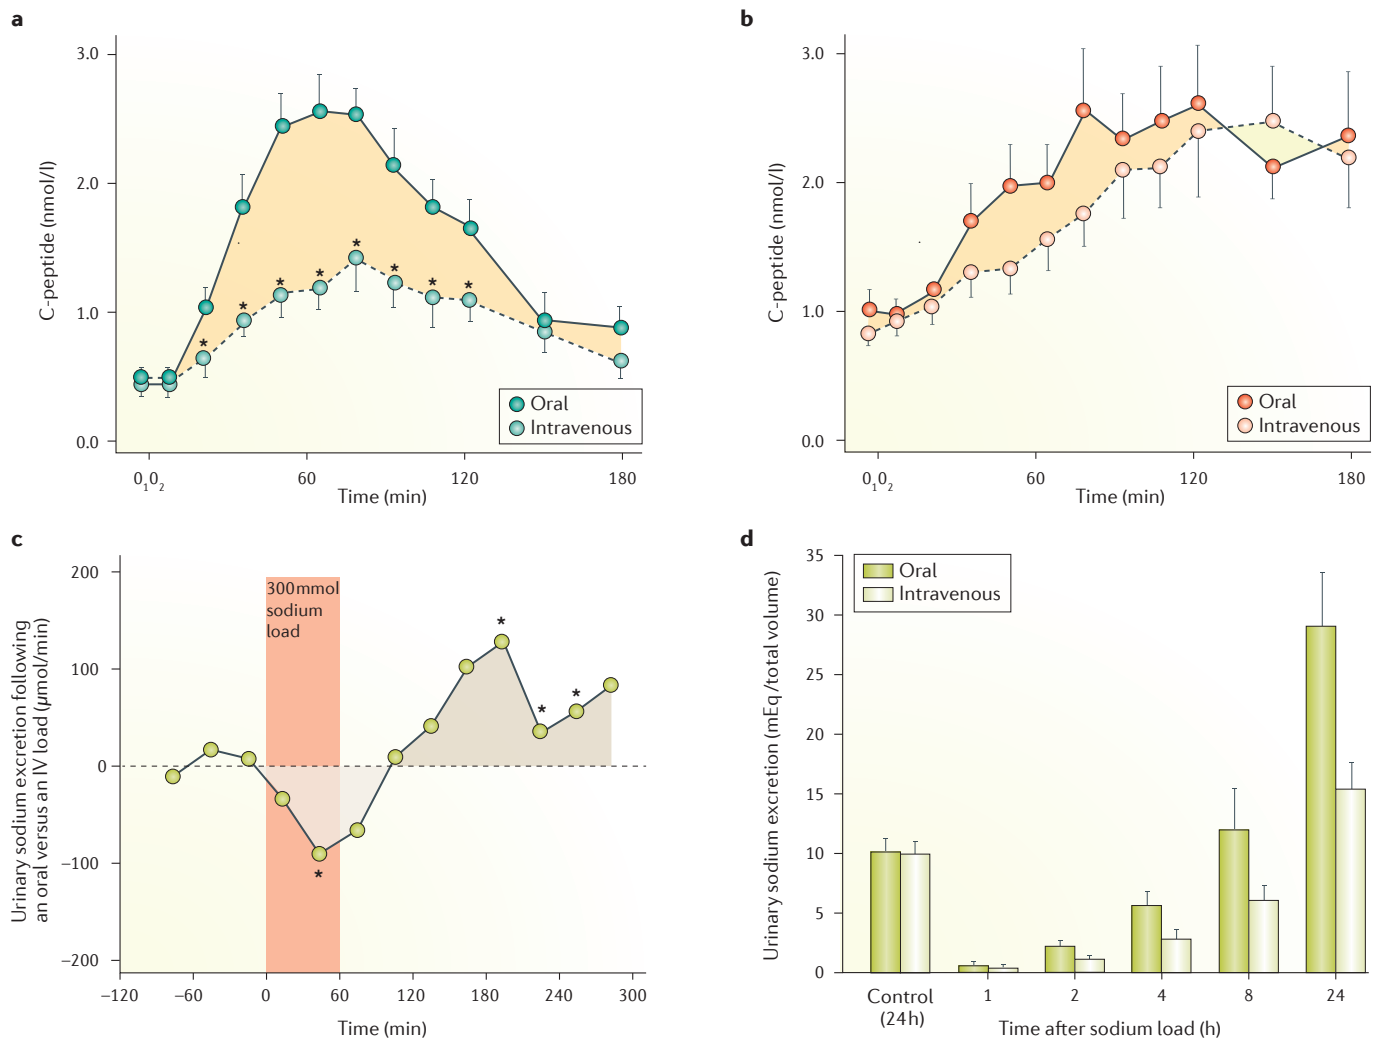 a
C-peptide (nmol/l)
3.0
2.0
1.0
0.0
* * * * * * * * *
Oral
Intravenous
0₁0₂ 60 120 180
Time (min)
b
C-peptide (nmol/l)
3.0
2.0
1.0
0.0
Oral
Intravenous
0₁0₂ 60 120 180
Time (min)
c
Urinary sodium excretion following
an oral versus an IV load (µmol/min)
200
100
0
−100
−200
300 mmol
sodium
load
* * * *
−120 −60 0 60 120 180 240 300
Time (min)
d
Urinary sodium excretion (mEq/total volume)
35
30
25
20
15
10
5
0
Oral
Intravenous
Control 1 2 4 8 24
(24 h)
Time after sodium load (h)